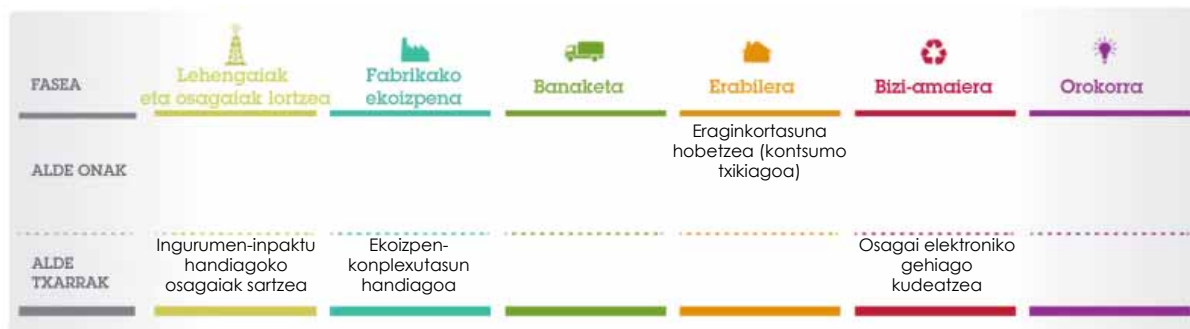 FASEA
Lehengaiak
eta osagaiak lortzea
Fabrikako
ekoizpena
Banaketa
Erabilera
Bizi-amaiera
Orokorra
ALDE ONAK
Eraginkortasuna
hobetzea (kontsumo
txikiagoa)
ALDE
TXARRAK
Ingurumen-inpaktu
handiagoko
osagaiak sartzea
Ekoizpen-
konplexutasun
handiagoa
Osagai elektroniko
gehiago
kudeatzea